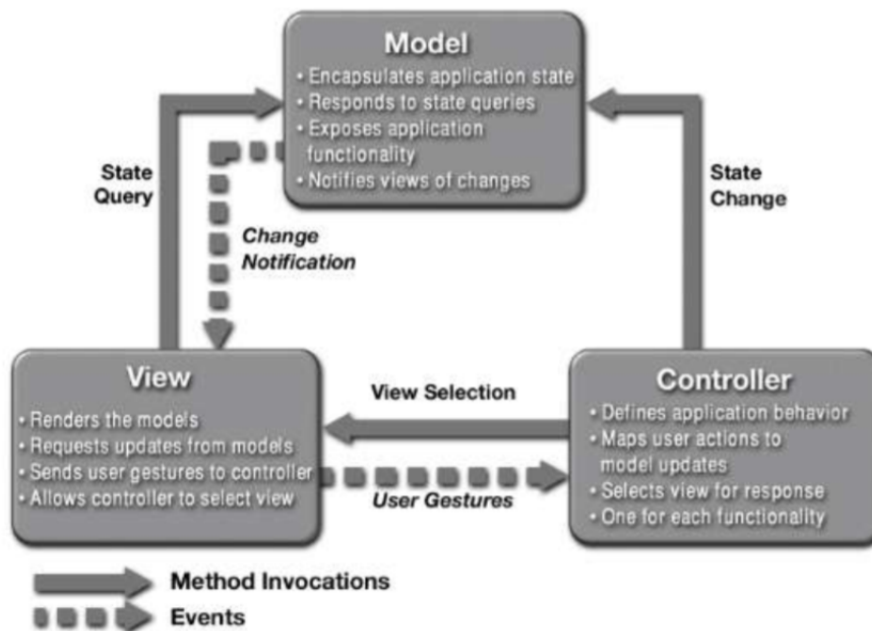 Model
• Encapsulates application state
• Responds to state queries
• Exposes application
functionality
• Notifies views of changes
State
Query
State
Change
Change
Notification
View
• Renders the models
• Requests updates from models
• Sends user gestures to controller
• Allows controller to select view
View Selection
User Gestures
Controller
• Defines application behavior
• Maps user actions to
model updates
• Selects view for response
• One for each functionality
Method Invocations
Events